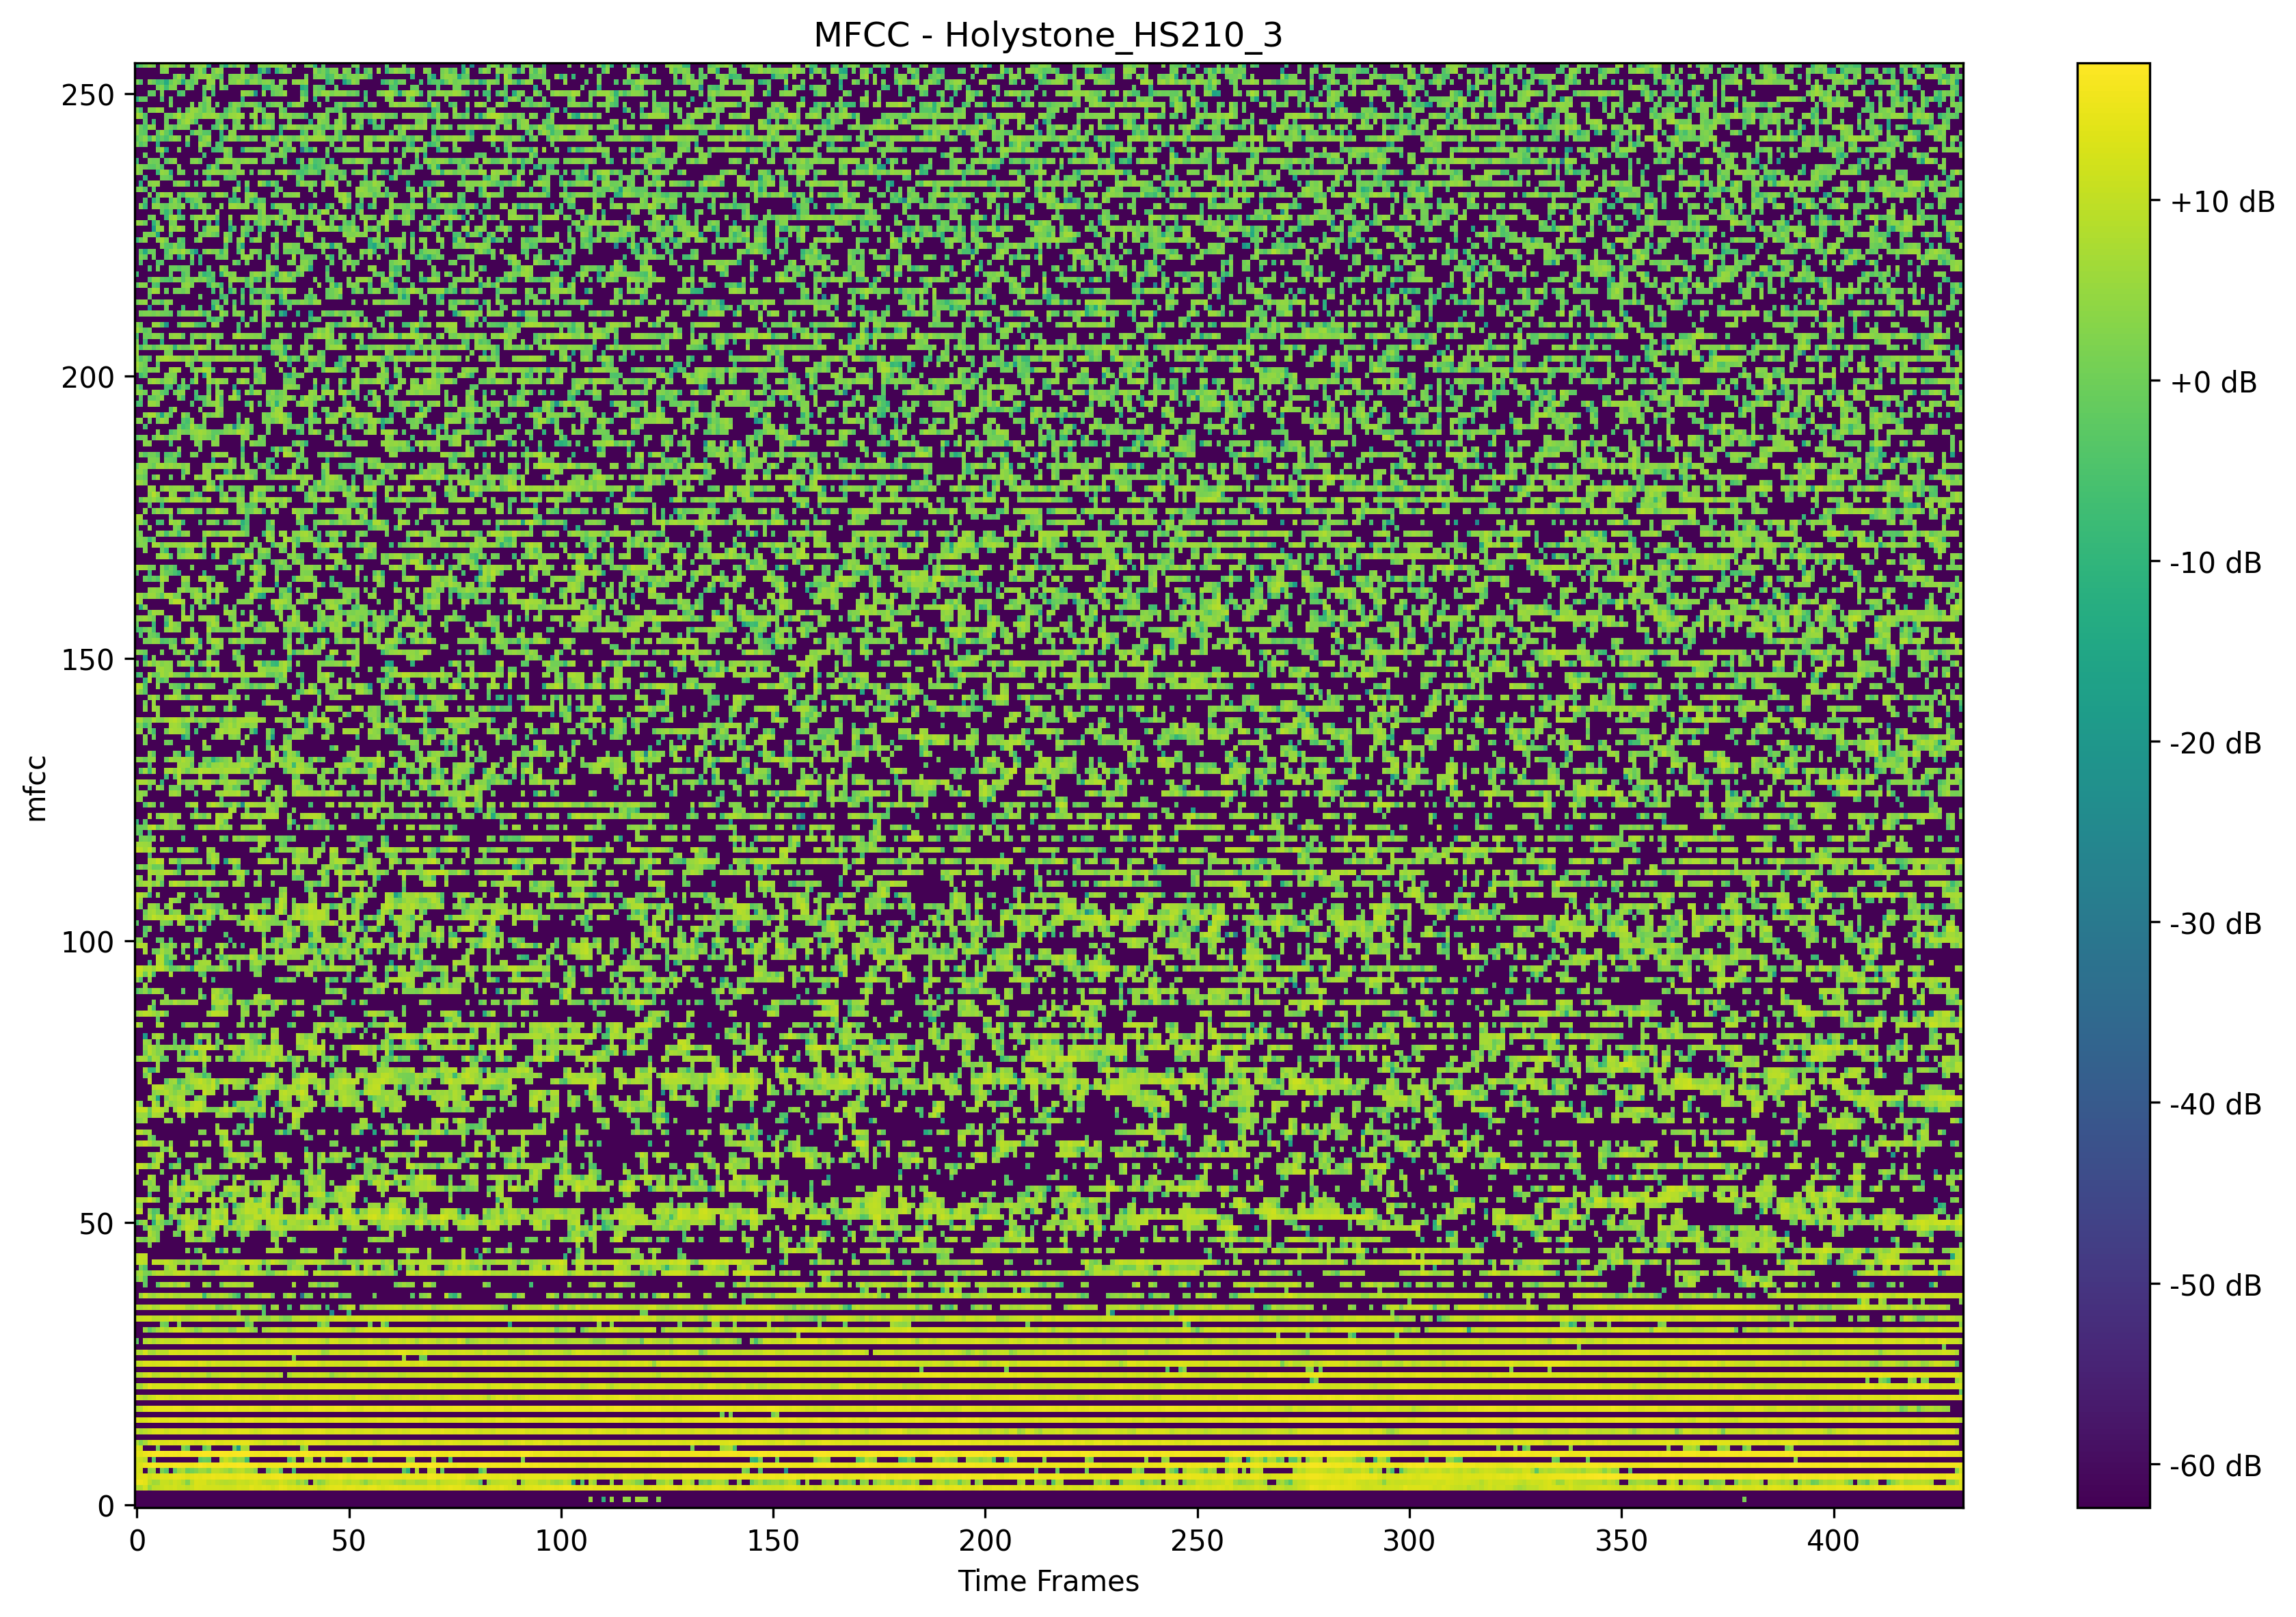 MFCC - Holystone_HS210_3
250
200
150
100
50
0
mfcc
0 50 100 150 200 250 300 350 400
Time Frames
+10 dB
+0 dB
-10 dB
-20 dB
-30 dB
-40 dB
-50 dB
-60 dB